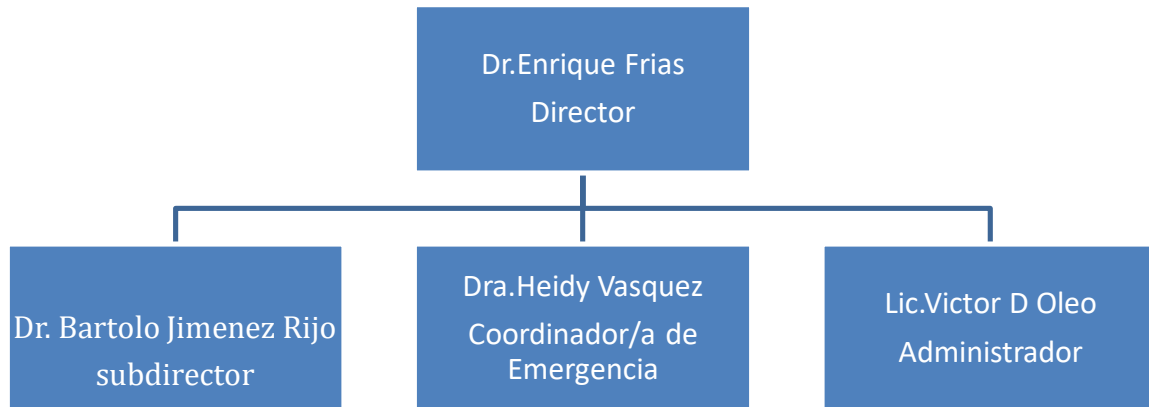 Dr.Enrique Frias
Director
Dr. Bartolo Jimenez Rijo
subdirector
Dra.Heidy Vasquez
Coordinador/a de
Emergencia
Lic.Victor D Oleo
Administrador